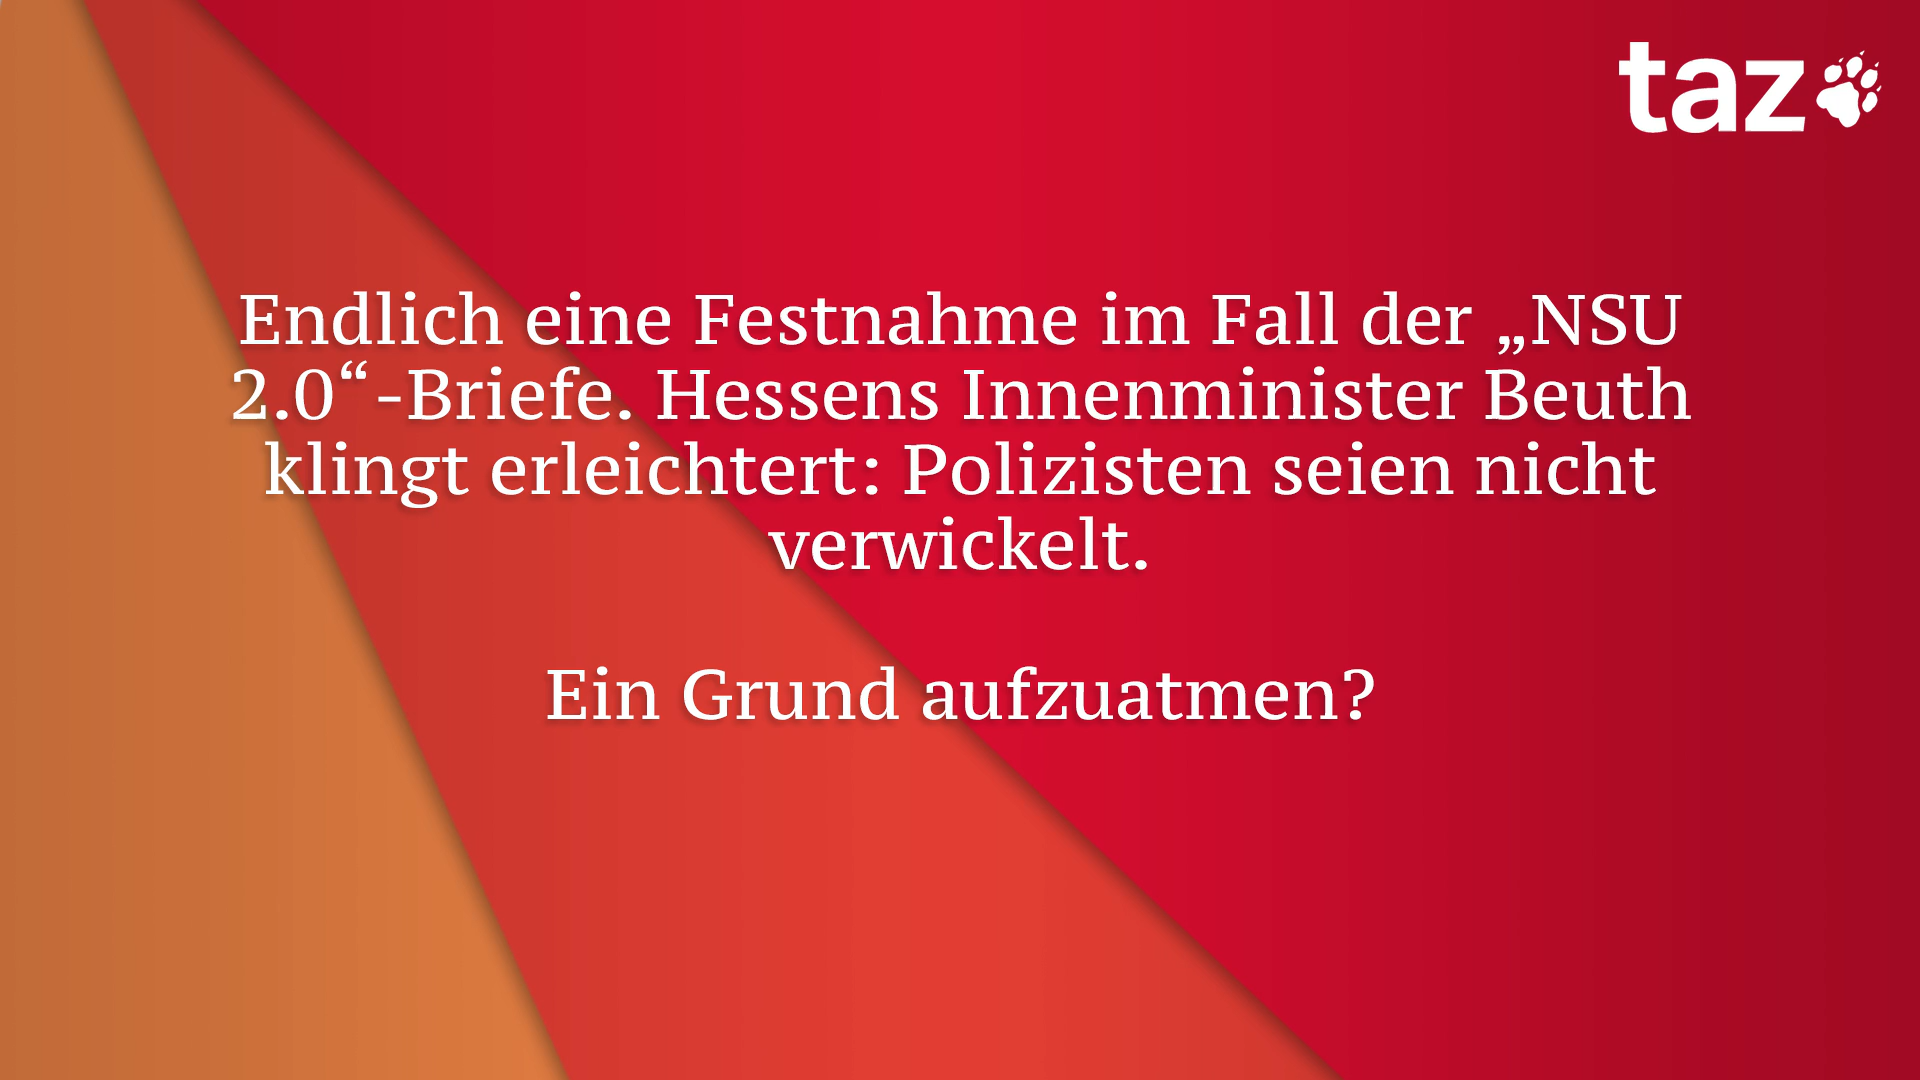 taz
Endlich eine Festnahme im Fall der „NSU
2.0“-Briefe. Hessens Innenminister Beuth
klingt erleichtert: Polizisten seien nicht
verwickelt.
Ein Grund aufzuatmen?